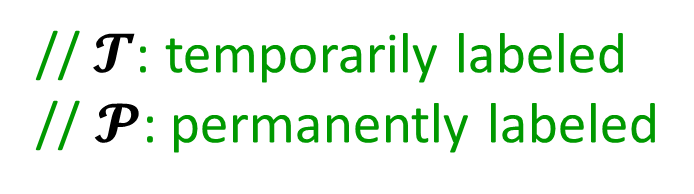 // 𝓣: temporarily labeled
// 𝓟: permanently labeled